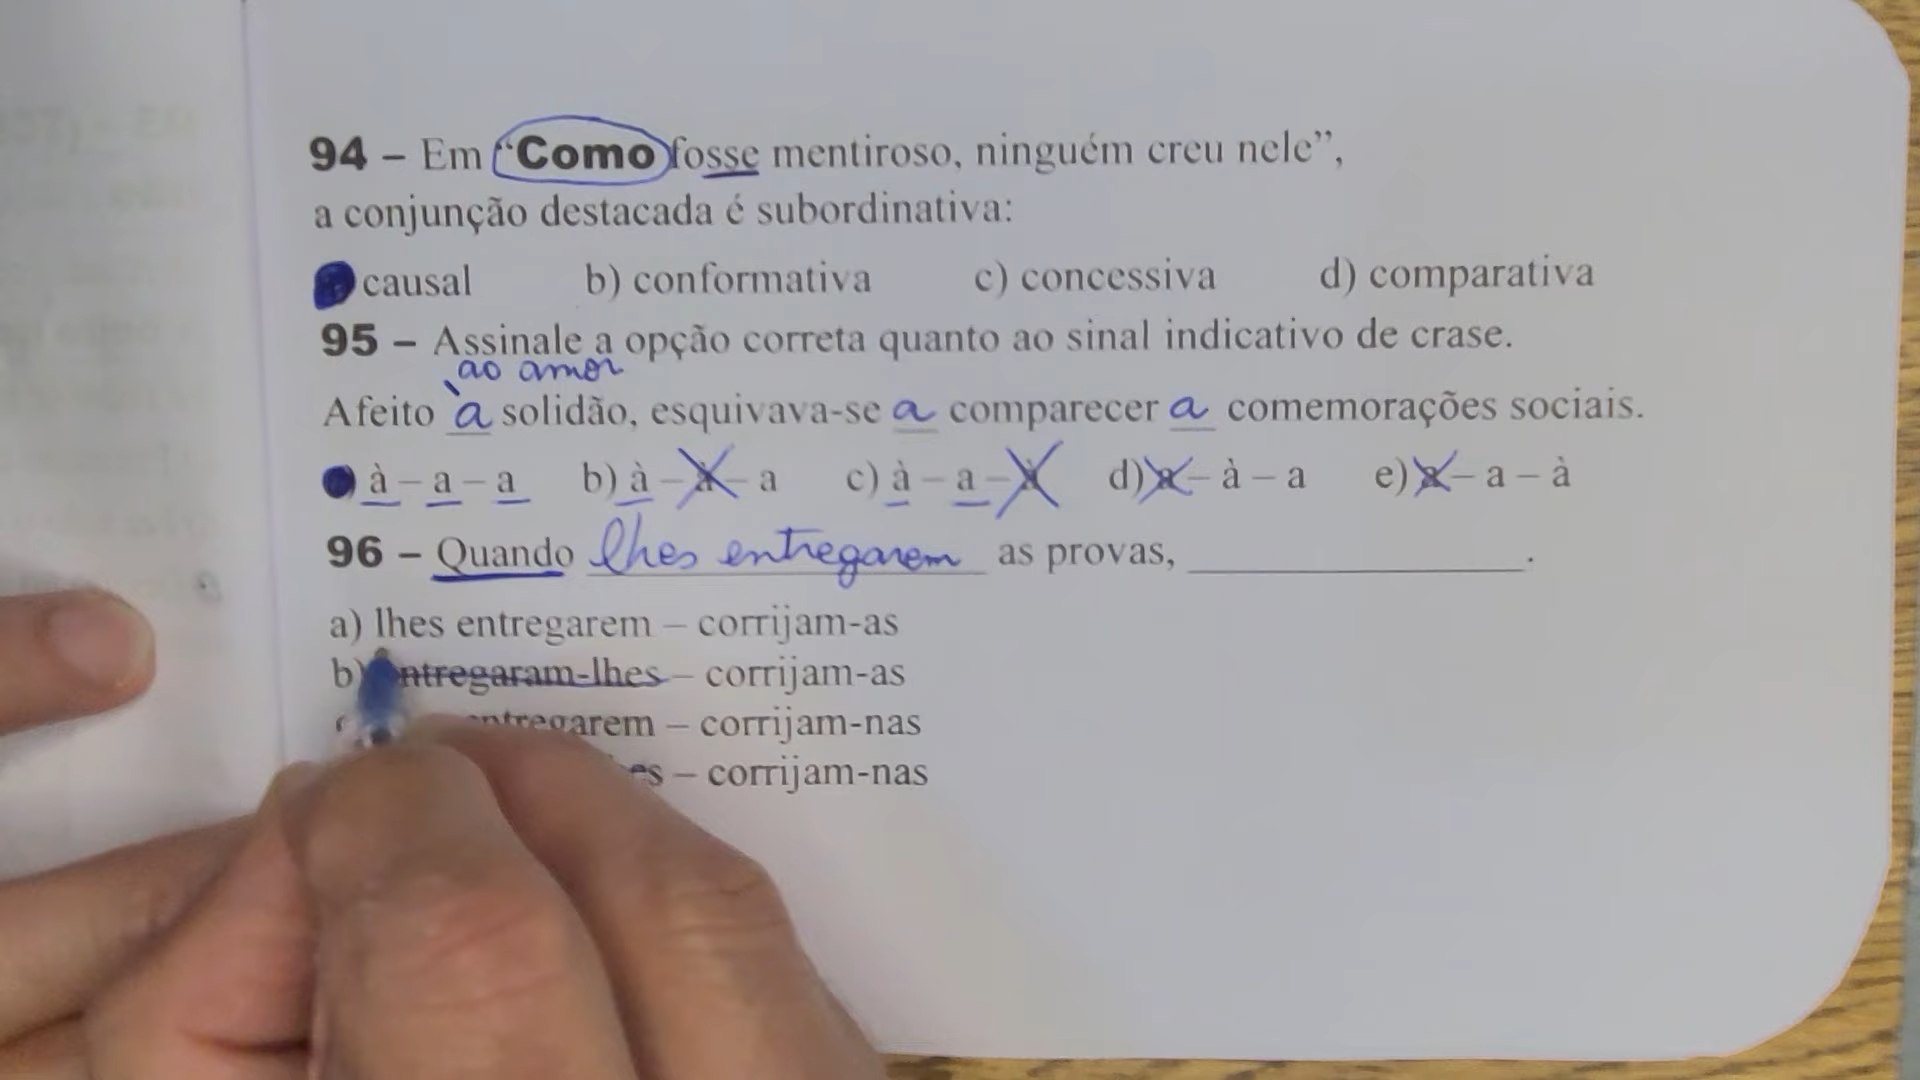 94 – Em “Como fosse mentiroso, ninguém creu nele”,
a conjunção destacada é subordinativa:
causal b) conformativa c) concessiva d) comparativa
95 – Assinale a opção correta quanto ao sinal indicativo de crase.
ao amor
Afeito à solidão, esquivava-se a comparecer a comemorações sociais.
à – a – a b) à – à – a c) à – a – à d) a – à – a e) a – a – à
96 – Quando lhes entregarem as provas, ____________.
a) lhes entregarem – corrijam-as
b) entregaram-lhes – corrijam-as
entregarem – corrijam-nas
– corrijam-nas